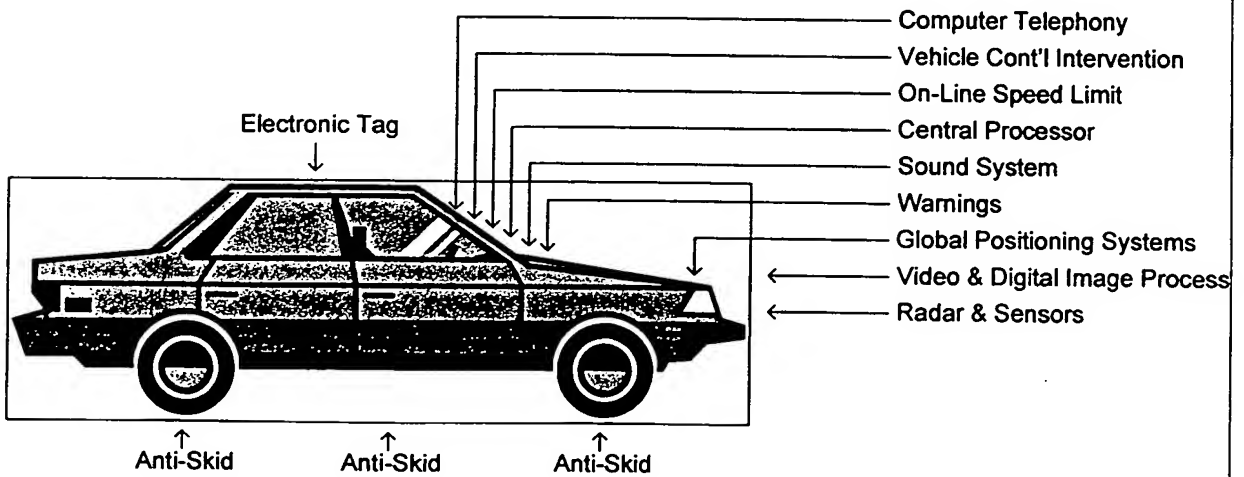 Computer Telephony
Vehicle Cont'l Intervention
On-Line Speed Limit
Electronic Tag
Central Processor
Sound System
Warnings
Global Positioning Systems
Video & Digital Image Process
Radar & Sensors
Anti-Skid Anti-Skid Anti-Skid